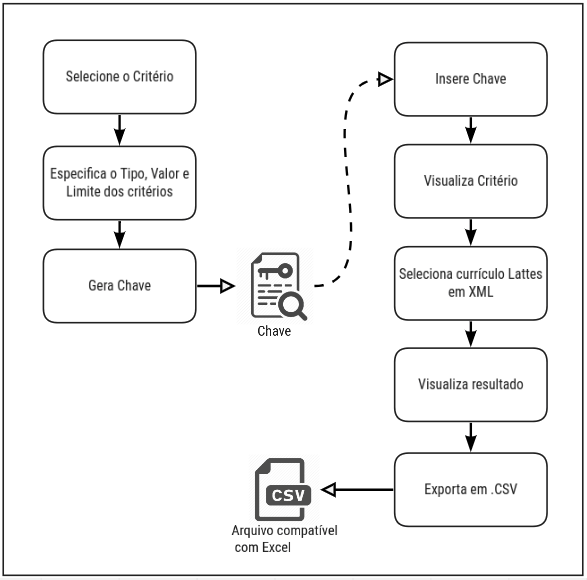 Selecione o Critério
Especifica o Tipo, Valor e
Limite dos critérios
Gera Chave
Chave
Insere Chave
Visualiza Critério
Seleciona currículo Lattes
em XML
Visualiza resultado
Exporta em .CSV
CSV
Arquivo compatível
com Excel